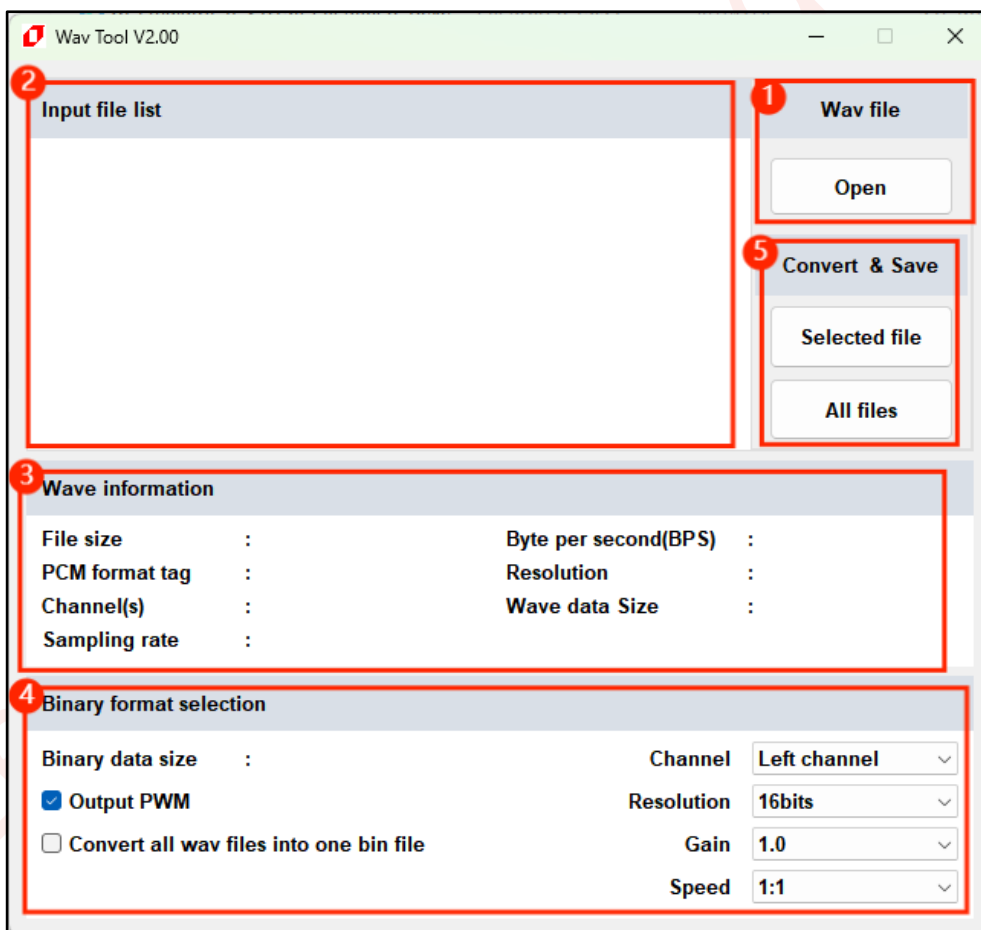 Wav Tool V2.00
2
Input file list
1
Wav file
Open
5
Convert & Save
Selected file
All files
3
Wave information
File size :
Byte per second(BPS) :
PCM format tag :
Resolution :
Channel(s) :
Wave data Size :
Sampling rate :
4
Binary format selection
Binary data size :
Channel Left channel
Output PWM
Resolution 16bits
Convert all wav files into one bin file
Gain 1.0
Speed 1:1